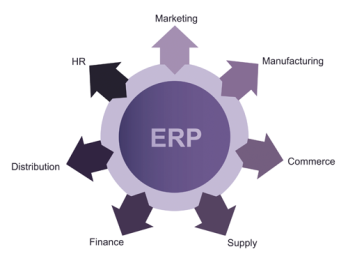 Marketing
HR
Manufacturing
ERP
Distribution
Commerce
Finance
Supply